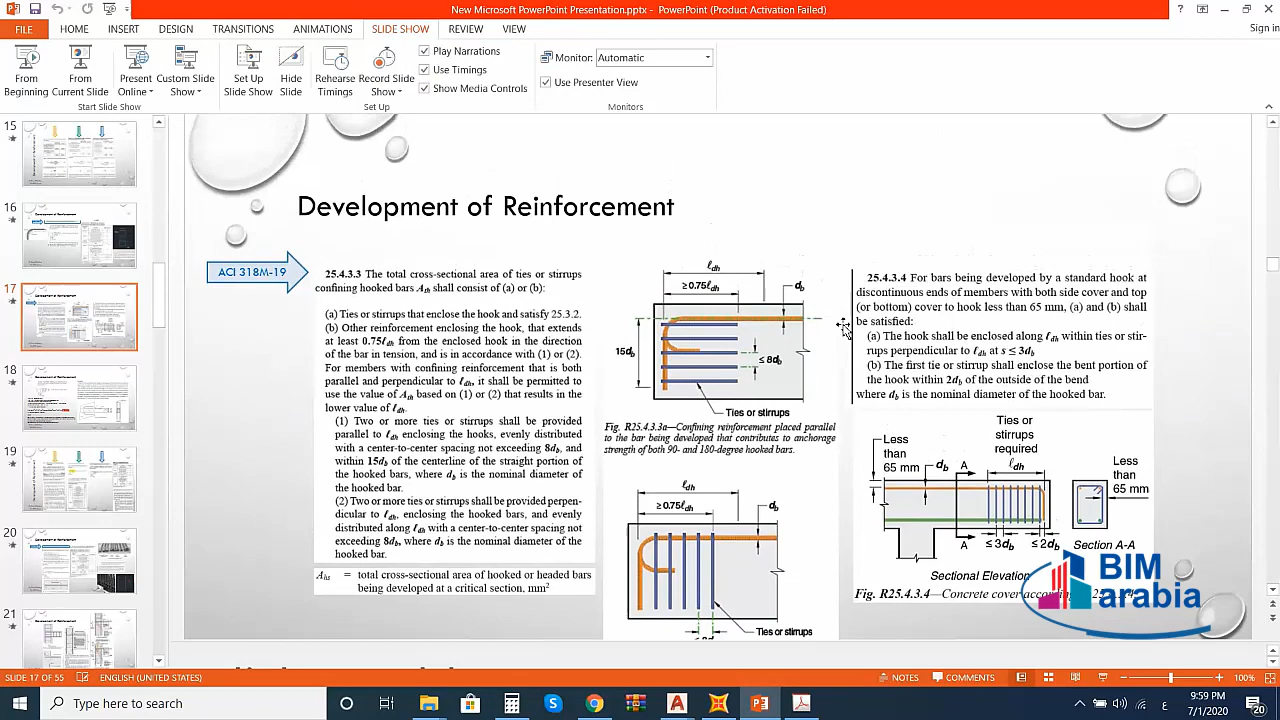 New Microsoft PowerPoint Presentation.pptx - PowerPoint (Product Activation Failed)
FILE HOME INSERT DESIGN TRANSITIONS ANIMATIONS SLIDE SHOW REVIEW VIEW Sign in
From Beginning
From Current Slide
Present Online
Custom Slide Show
Start Slide Show
Set Up Slide Show
Hide Slide
Rehearse Timings
Record Slide Show
Play Narrations
Use Timings
Show Media Controls
Set Up
Monitor: Automatic
Use Presenter View
Monitors
15
16
17
18
19
20
21
Development of Reinforcement
ACI 318M-19
25.4.3.3 The total cross-sectional area of ties or stirrups
confining hooked bars Ath shall consist of (a) or (b):
(a) Ties or stirrups that enclose the hook and satisfy 25.3.2.
(b) Other reinforcement enclosing the hook, that extends
at least 0.75ℓdh from the enclosed hook in the direction
of the bar in tension, and is in accordance with (1) or (2).
For members with confining reinforcement that is both
parallel and perpendicular to ℓdh, it shall be permitted to
use the value of Ath based on (1) or (2) that results in the
lower value of ℓdh.
(1) Two or more ties or stirrups shall be provided
parallel to ℓdh enclosing the hooks, evenly distributed
with a center-to-center spacing not exceeding 8db, and
within 15db of the centerline of the straight portion of
the hooked bars, where db is the nominal diameter of
the hooked bar.
(2) Two or more ties or stirrups shall be provided perpen-
dicular to ℓdh, enclosing the hooked bars, and evenly
distributed along ℓdh with a center-to-center spacing not
exceeding 8db, where db is the nominal diameter of the
hooked bar.
Ahs = total cross-sectional area of hooked or headed bars
being developed at a critical section, mm2
ℓdh
≥0.75ℓdh
db
15db
≤ 8db
Ties or stirrups
Fig. R25.4.3.3a—Confining reinforcement placed parallel
to the bar being developed that contributes to anchorage
strength of both 90- and 180-degree hooked bars.
ℓdh
≥0.75ℓdh
db
Ties or stirrups
25.4.3.4 For bars being developed by a standard hook at
discontinuous ends of members with both side cover and top
(or bottom) cover to hook less than 65 mm, (a) and (b) shall
be satisfied:
(a) The hook shall be enclosed along ℓdh within ties or stir-
rups perpendicular to ℓdh at s ≤ 3db
(b) The first tie or stirrup shall enclose the bent portion of
the hook within 2db of the outside of the bend
where db is the nominal diameter of the hooked bar.
Ties or
stirrups
required
Less
than
65 mm
db
A
ℓdh
Less
than
65 mm
A
≤ 3db
≤ 2db
Section A-A
Sectional Elevation
Fig. R25.4.3.4—Concrete cover
BIM
arabia
SLIDE 17 OF 55 ENGLISH (UNITED STATES) NOTES COMMENTS 100%
Type here to search
9:59 PM
7/1/2020
20